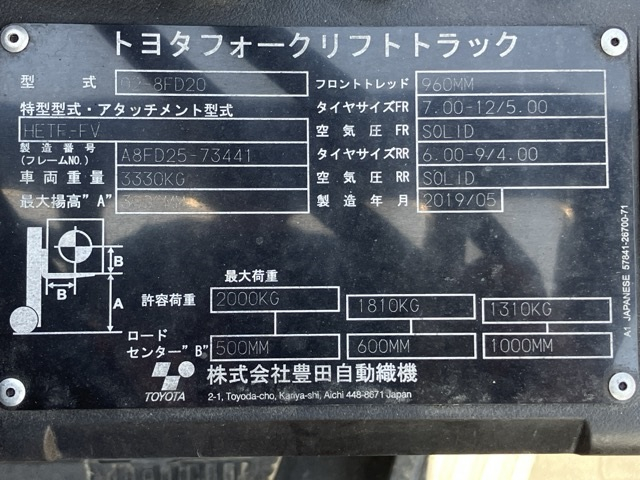 トヨタフォークリフトトラック
型 式 02-8FD20 フロントトレッド 960MM
特型型式・アタッチメント型式 タイヤサイズFR 7.00-12/5.00
HETF-FV 空 気 圧 FR SOLID
製造番号
(フレームNO.) A8FD25-73441 タイヤサイズRR 6.00-9/4.00
車両重量 3330KG 空 気 圧 RR SOLID
最大揚高"A" 製 造 年 月 2019/05
B
B
A
最大荷重
許容荷重 2000KG 1810KG 1310KG
ロード
センター"B" 500MM 600MM 1000MM
TOYOTA 株式会社豊田自動織機
2-1, Toyoda-cho, Kariya-shi, Aichi 448-8671 Japan
A1 JAPANESE 57841-26700-71